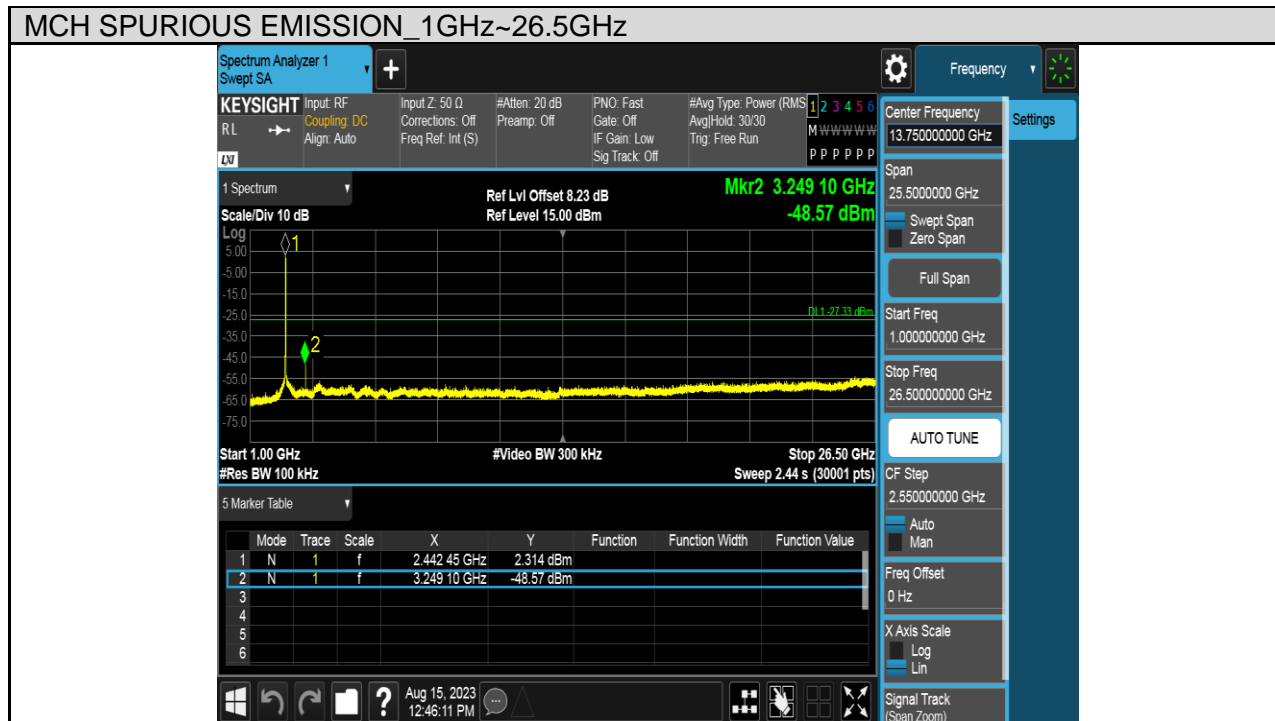 MCH SPURIOUS EMISSION_1GHz~26.5GHz
Spectrum Analyzer 1
Swept SA
+
Frequency
KEYSIGHT
RL
LXI
Input: RF
Coupling: DC
Align: Auto
Input Z: 50 Ω
Corrections: Off
Freq Ref: Int (S)
#Atten: 20 dB
Preamp: Off
PNO: Fast
Gate: Off
IF Gain: Low
Sig Track: Off
#Avg Type: Power (RMS
Avg|Hold: 30/30
Trig: Free Run
1 2 3 4 5 6
M W W W W W
P P P P P P
1 Spectrum
Scale/Div 10 dB
Ref Lvl Offset 8.23 dB
Ref Level 15.00 dBm
Mkr2 3.249 10 GHz
-48.57 dBm
Log
5.00
-5.00
-15.0
-25.0
-35.0
-45.0
-55.0
-65.0
-75.0
1
2
DL1 -27.33 dBm
Start 1.00 GHz
#Video BW 300 kHz
Stop 26.50 GHz
#Res BW 100 kHz
Sweep 2.44 s (30001 pts)
5 Marker Table
Mode Trace Scale X Y Function Function Width Function Value
1 N 1 f 2.442 45 GHz 2.314 dBm
2 N 1 f 3.249 10 GHz -48.57 dBm
3
4
5
6
?
Aug 15, 2023
12:46:11 PM
Center Frequency
13.750000000 GHz
Settings
Span
25.5000000 GHz
Swept Span
Zero Span
Full Span
Start Freq
1.000000000 GHz
Stop Freq
26.500000000 GHz
AUTO TUNE
CF Step
2.550000000 GHz
Auto
Man
Freq Offset
0 Hz
X Axis Scale
Log
Lin
Signal Track
(Span Zoom)